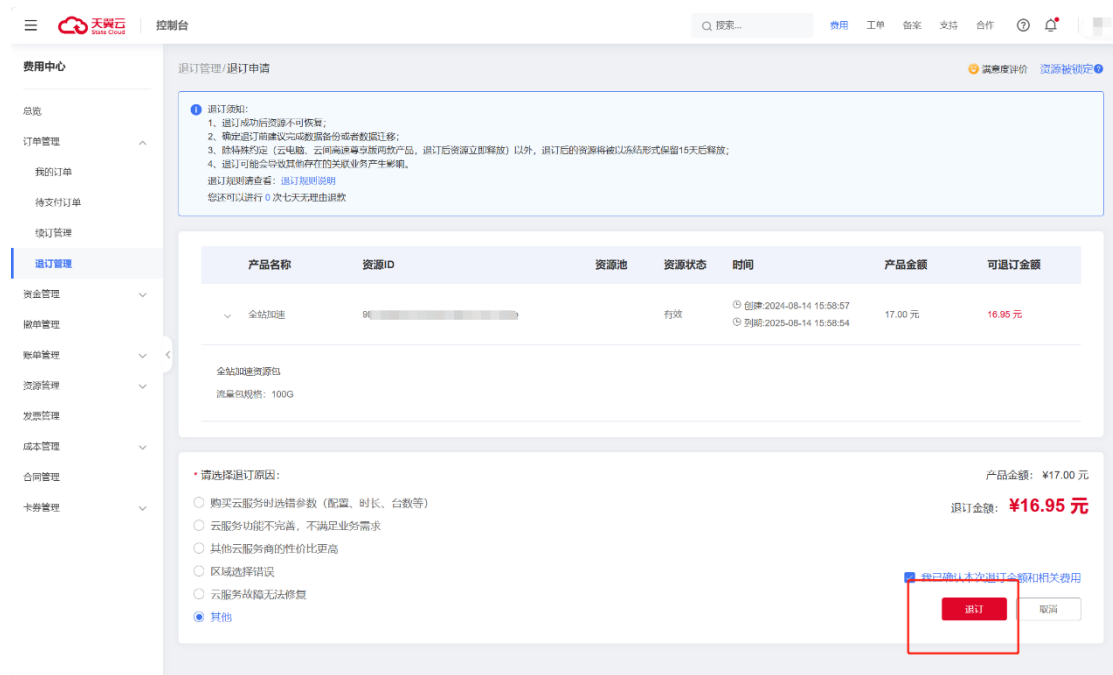 天翼云
State Cloud
控制台
搜索...
费用
工单
备案
支持
合作
费用中心
总览
订单管理
我的订单
待支付订单
续订管理
退订管理
资金管理
撤单管理
账单管理
资源管理
发票管理
成本管理
合同管理
卡券管理
退订管理/退订申请
满意度评价
资源被锁定
退订须知:
1、退订成功后资源不可恢复;
2、确定退订前建议完成数据备份或者数据迁移;
3、除特殊约定（云电脑、云间高速尊享版两款产品，退订后资源立即释放）以外，退订后的资源将被以冻结形式保留15天后释放;
4、退订可能会导致其他存在的关联业务产生影响。
退订规则请查看：退订规则说明
您还可以进行 0 次七天无理由退款
产品名称 资源ID 资源池 资源状态 时间 产品金额 可退订金额
全站加速
有效
创建:2024-08-14 15:58:57
到期:2025-08-14 15:58:54
17.00 元
16.95 元
全站加速资源包
流量包规格：100G
* 请选择退订原因:
购买云服务时选错参数（配置、时长、台数等）
云服务功能不完善，不满足业务需求
其他云服务商的性价比更高
区域选择错误
云服务故障无法修复
其他
产品金额： ¥17.00 元
退订金额： ¥16.95 元
我已确认本次退订金额和相关费用
退订
取消